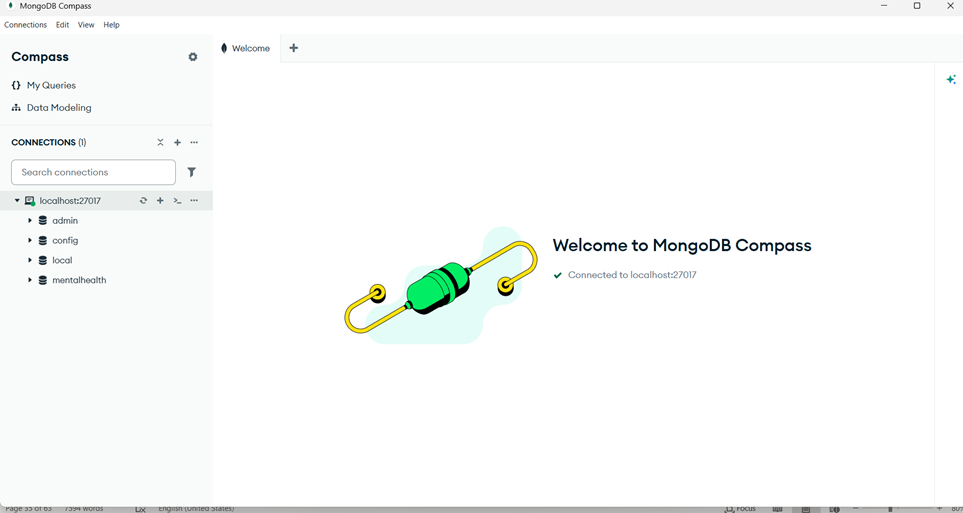 MongoDB Compass
Connections Edit View Help
Compass
Welcome
{} My Queries
Data Modeling
CONNECTIONS (1)
Search connections
localhost:27017
admin
config
local
mentalhealth
Welcome to MongoDB Compass
Connected to localhost:27017
Page 33 of 63 7594 words English (United States) Focus